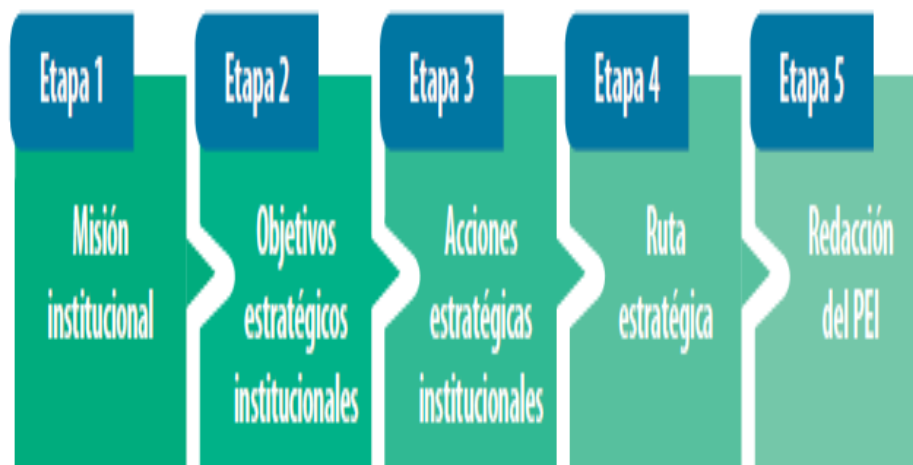 Etapa 1
Misión
institucional
Etapa 2
Objetivos
estratégicos
institucionales
Etapa 3
Acciones
estratégicas
institucionales
Etapa 4
Ruta
estratégica
Etapa 5
Redacción
del PEI